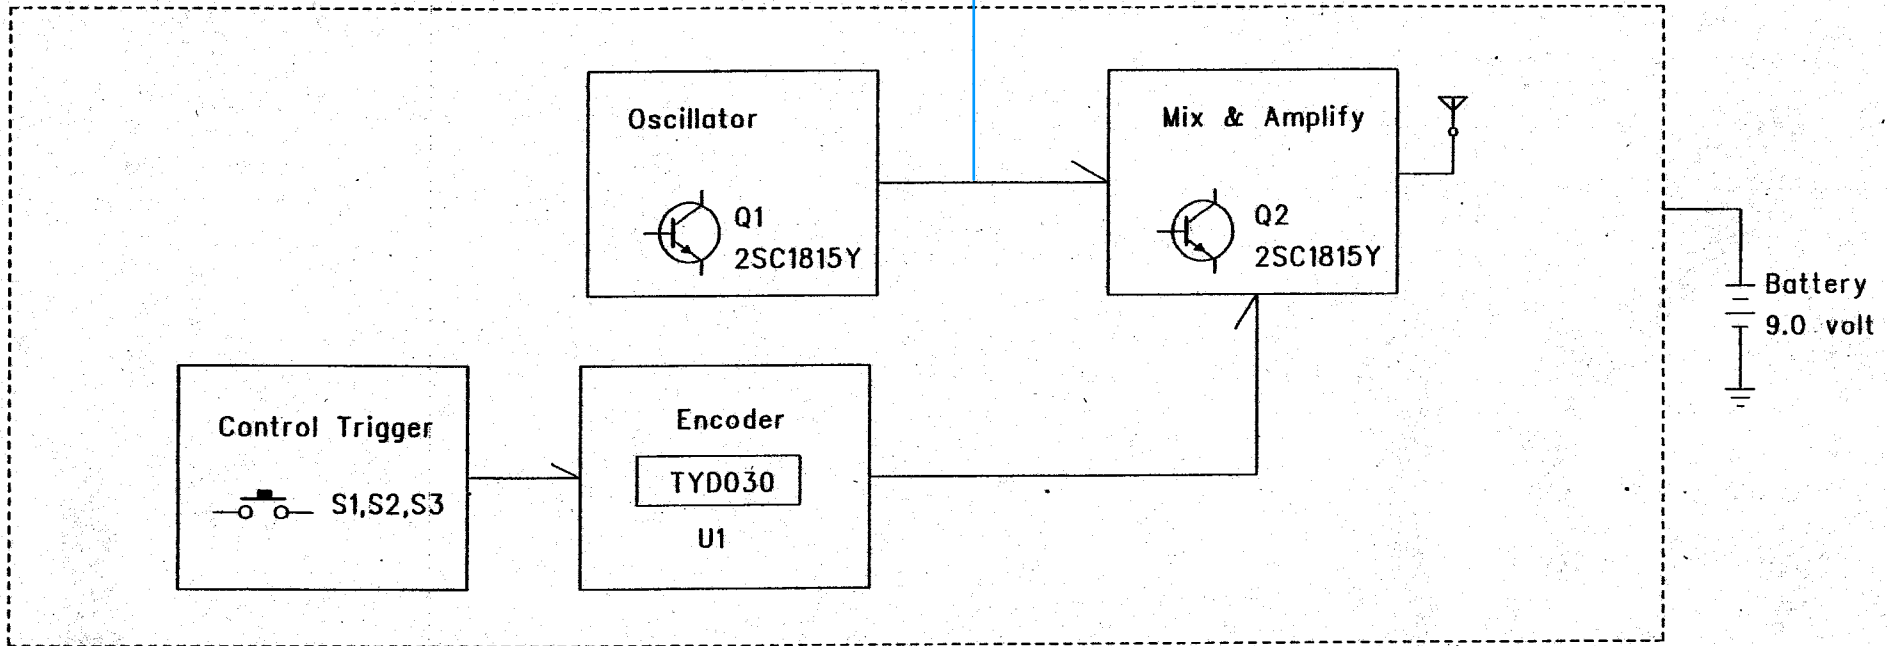 Oscillator
Q1
2SC1815Y
Mix & Amplify
Q2
2SC1815Y
Battery
9.0 volt
Control Trigger
S1,S2,S3
Encoder
TYD030
U1